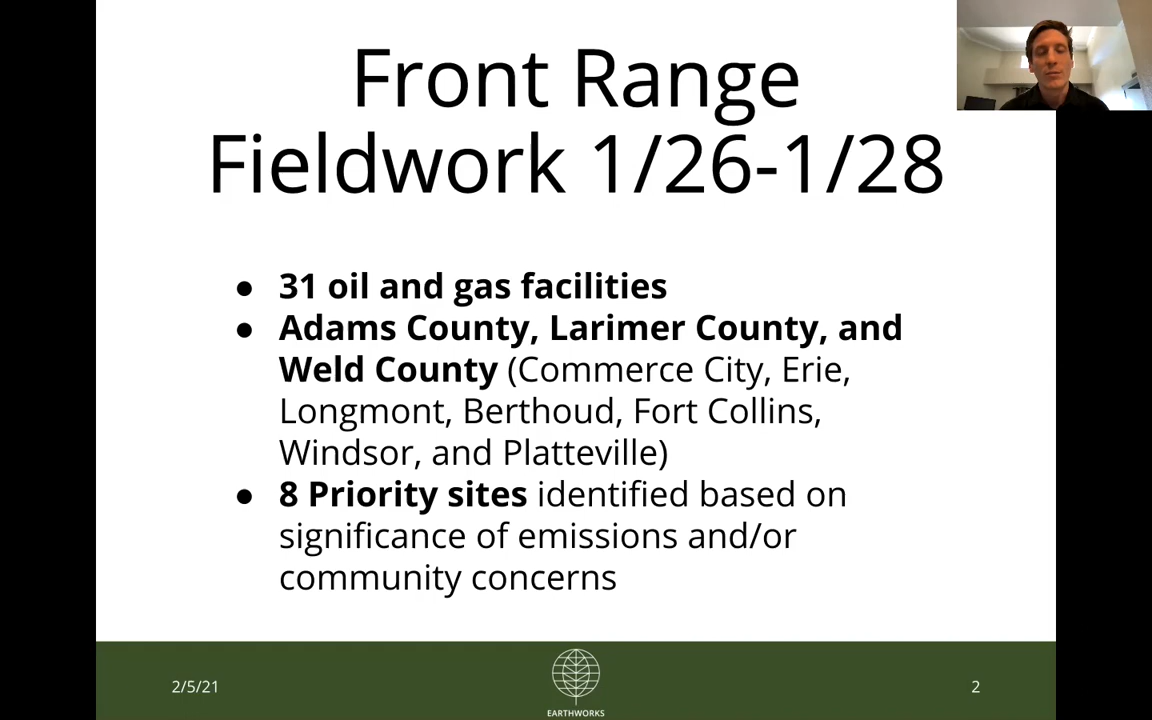 Front Range
Fieldwork 1/26-1/28
● 31 oil and gas facilities
● Adams County, Larimer County, and
Weld County (Commerce City, Erie,
Longmont, Berthoud, Fort Collins,
Windsor, and Platteville)
● 8 Priority sites identified based on
significance of emissions and/or
community concerns
2/5/21
EARTHWORKS
2